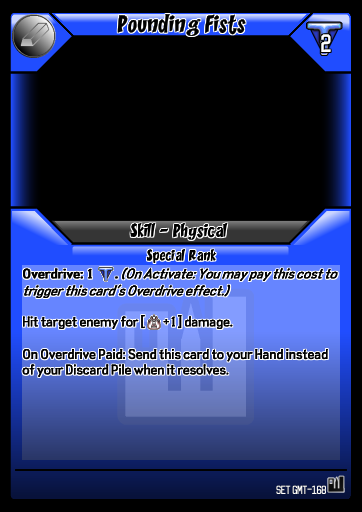 Pounding Fists
2
Skill - Physical
Special Rank
Overdrive: 1 . (On Activate: You may pay this cost to
trigger this card's Overdrive effect.)
Hit target enemy for [ +1] damage.
On Overdrive Paid: Send this card to your Hand instead
of your Discard Pile when it resolves.
SET GMT-168